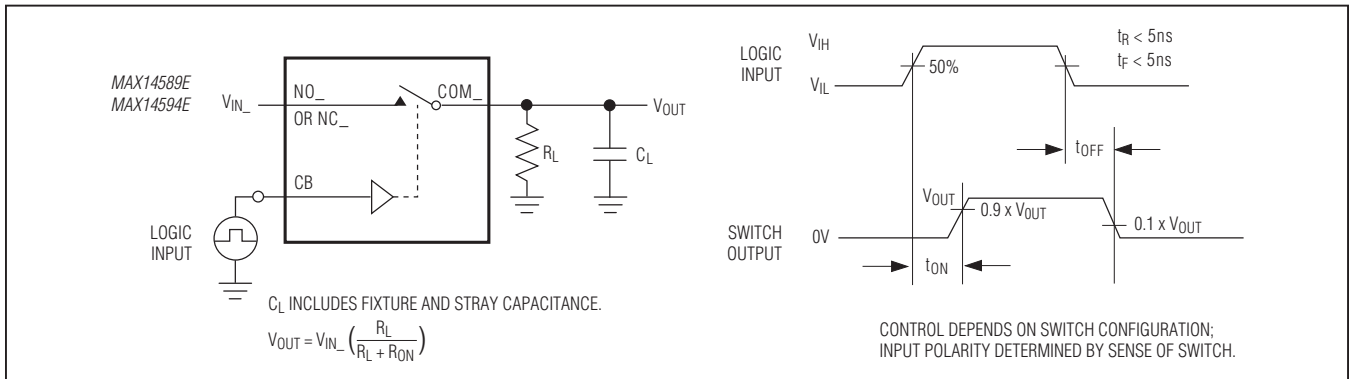 MAX14589E
MAX14594E
V_IN_
NO_
OR NC_
COM_
V_OUT
R_L
C_L
CB
LOGIC
INPUT
C_L INCLUDES FIXTURE AND STRAY CAPACITANCE.
V_OUT = V_IN_ (R_L / (R_L + R_ON))
LOGIC
INPUT
V_IH
V_IL
50%
t_R < 5ns
t_F < 5ns
t_OFF
SWITCH
OUTPUT
V_OUT
0V
0.9 x V_OUT
0.1 x V_OUT
t_ON
CONTROL DEPENDS ON SWITCH CONFIGURATION;
INPUT POLARITY DETERMINED BY SENSE OF SWITCH.